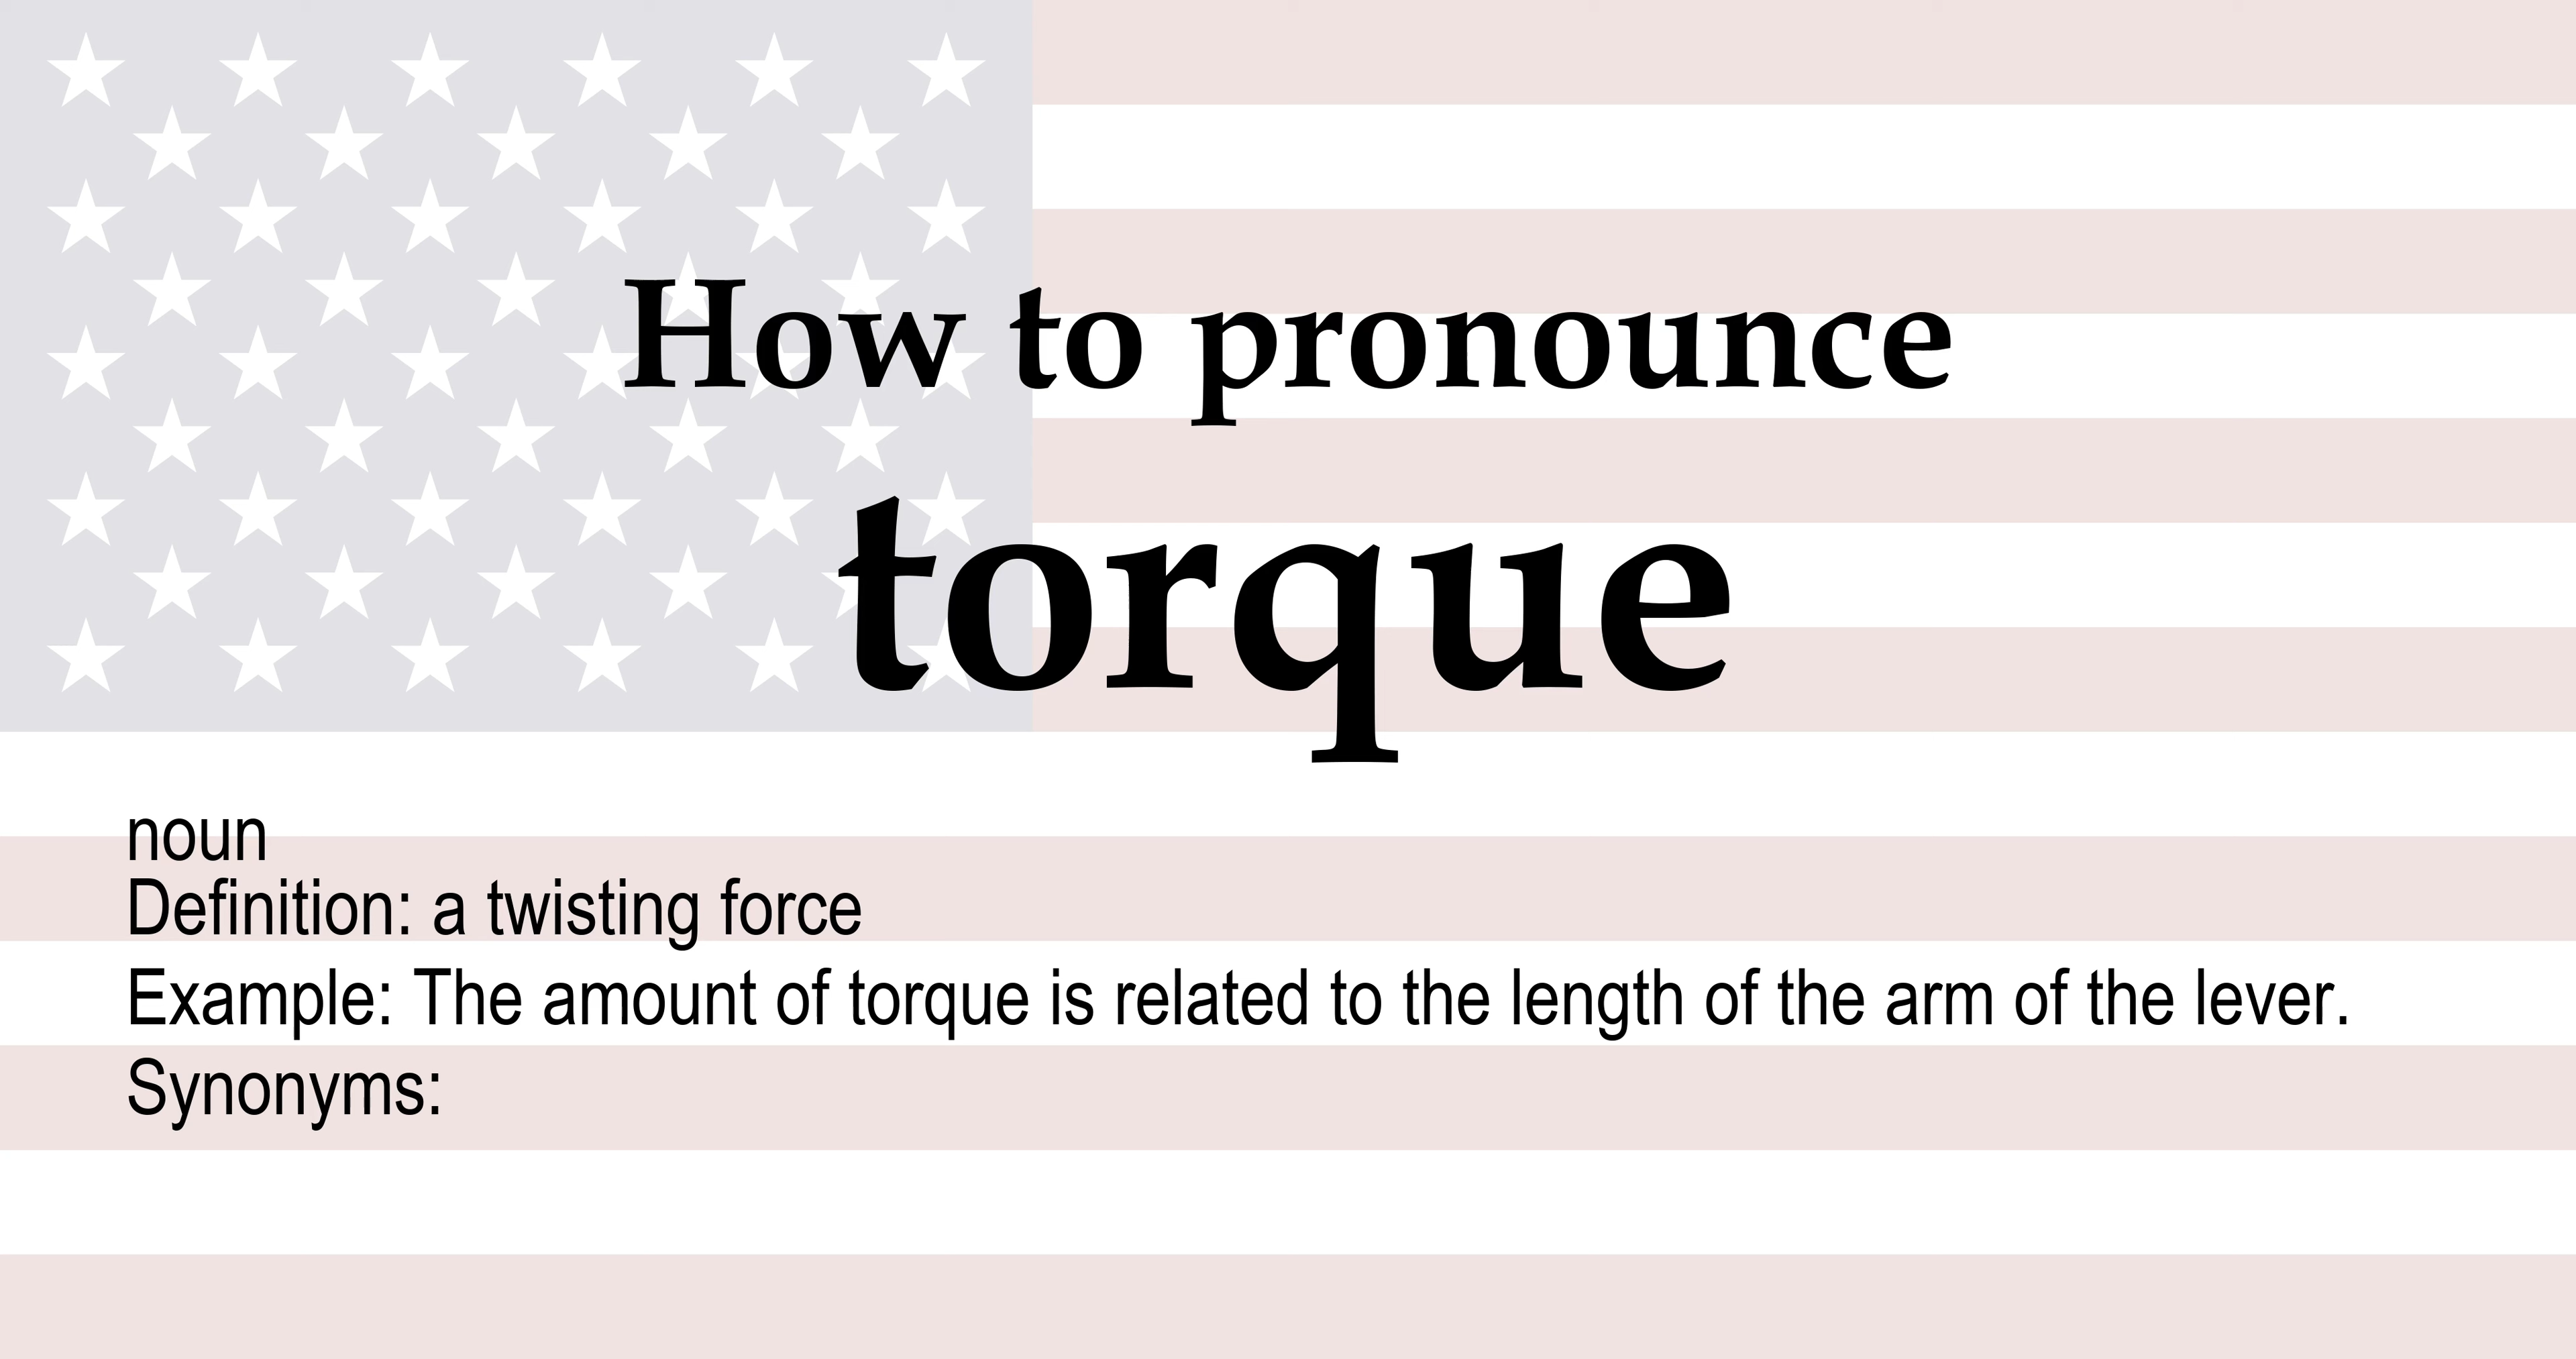 How to pronounce
torque
noun
Definition: a twisting force
Example: The amount of torque is related to the length of the arm of the lever.
Synonyms: